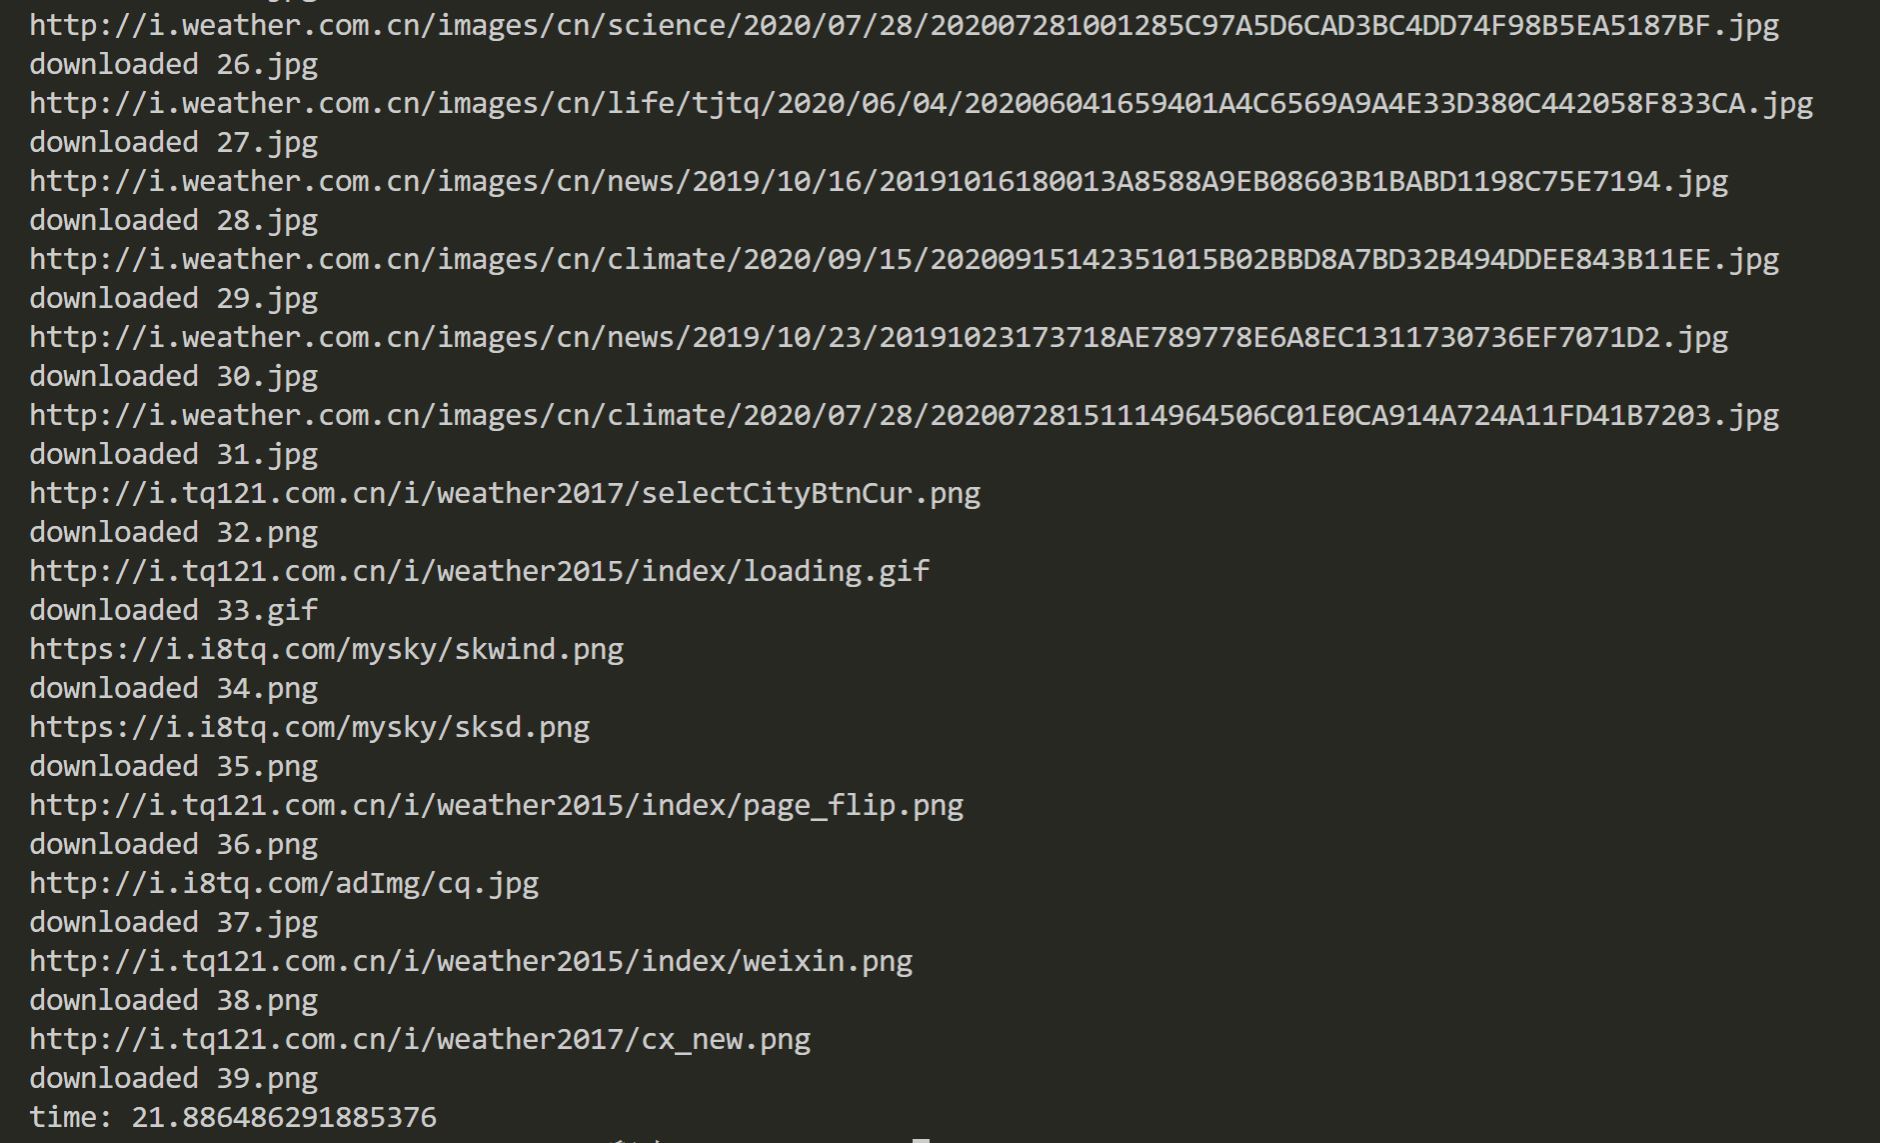 http://i.weather.com.cn/images/cn/science/2020/07/28/202007281001285C97A5D6CAD3BC4DD74F98B5EA5187BF.jpg
downloaded 26.jpg
http://i.weather.com.cn/images/cn/life/tjtq/2020/06/04/202006041659401A4C6569A9A4E33D380C442058F833CA.jpg
downloaded 27.jpg
http://i.weather.com.cn/images/cn/news/2019/10/16/20191016180013A8588A9EB08603B1BABD1198C75E7194.jpg
downloaded 28.jpg
http://i.weather.com.cn/images/cn/climate/2020/09/15/20200915142351015B02BBD8A7BD32B494DDEE843B11EE.jpg
downloaded 29.jpg
http://i.weather.com.cn/images/cn/news/2019/10/23/20191023173718AE789778E6A8EC1311730736EF7071D2.jpg
downloaded 30.jpg
http://i.weather.com.cn/images/cn/climate/2020/07/28/20200728151114964506C01E0CA914A724A11FD41B7203.jpg
downloaded 31.jpg
http://i.tq121.com.cn/i/weather2017/selectCityBtnCur.png
downloaded 32.png
http://i.tq121.com.cn/i/weather2015/index/loading.gif
downloaded 33.gif
https://i.i8tq.com/mysky/skwind.png
downloaded 34.png
https://i.i8tq.com/mysky/sksd.png
downloaded 35.png
http://i.tq121.com.cn/i/weather2015/index/page_flip.png
downloaded 36.png
http://i.i8tq.com/adImg/cq.jpg
downloaded 37.jpg
http://i.tq121.com.cn/i/weather2015/index/weixin.png
downloaded 38.png
http://i.tq121.com.cn/i/weather2017/cx_new.png
downloaded 39.png
time: 21.886486291885376